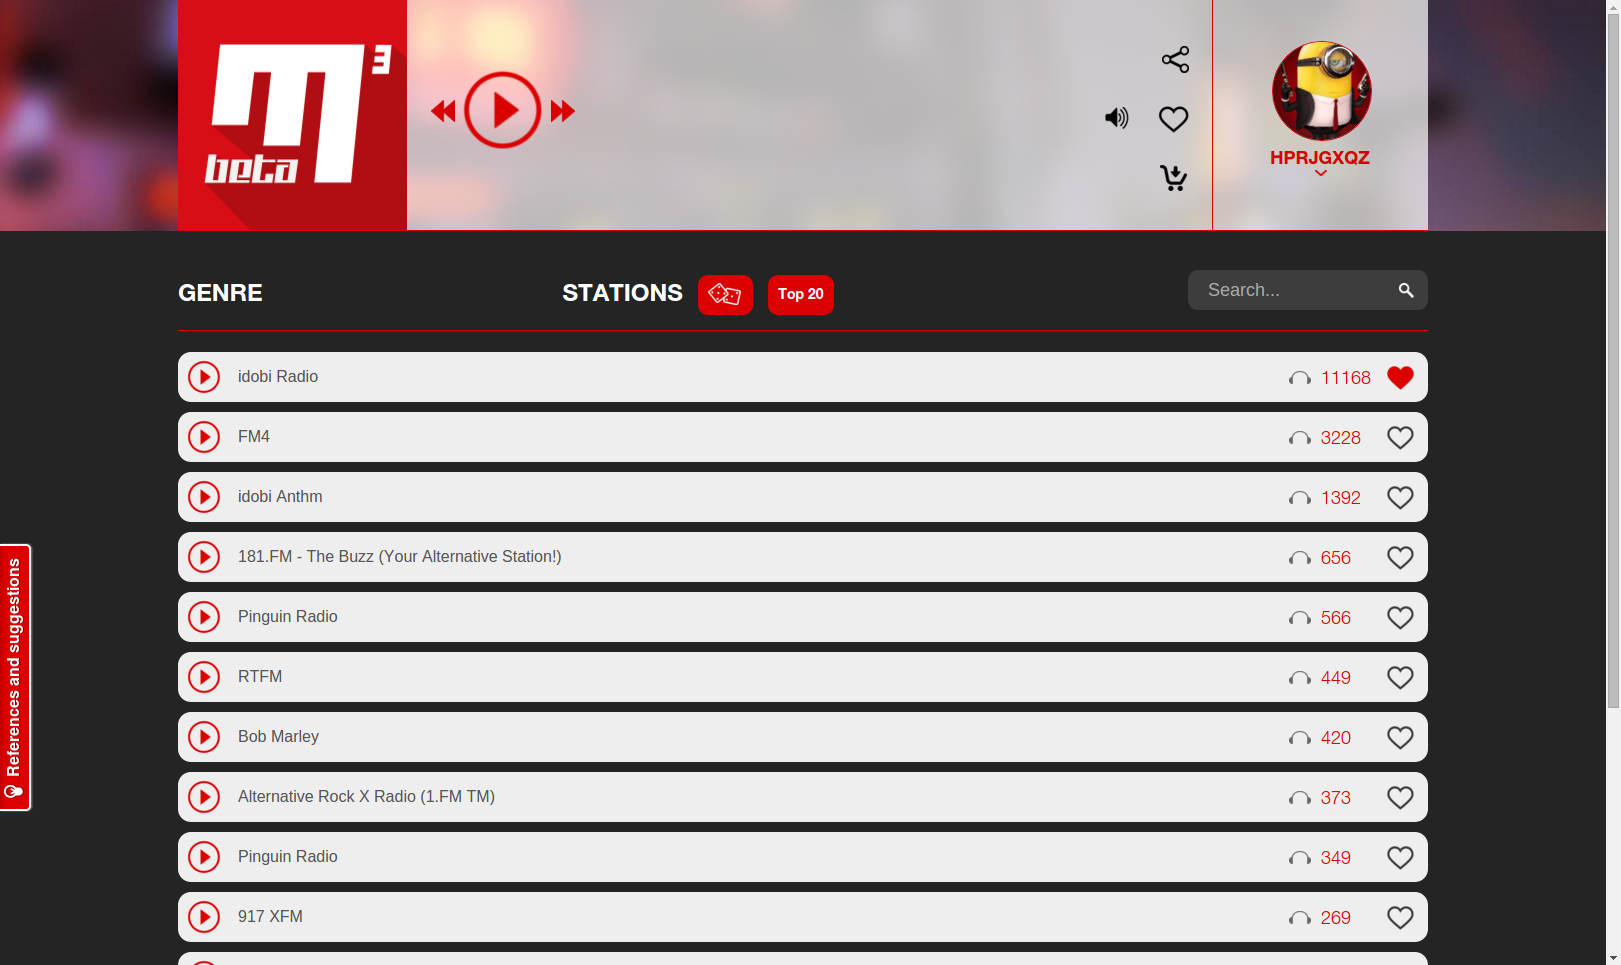 m3
beta
HPRJGXQZ
GENRE
STATIONS
Top 20
Search...
idobi Radio 11168
FM4 3228
idobi Anthm 1392
181.FM - The Buzz (Your Alternative Station!) 656
Pinguin Radio 566
RTFM 449
Bob Marley 420
Alternative Rock X Radio (1.FM TM) 373
Pinguin Radio 349
917 XFM 269
References and suggestions